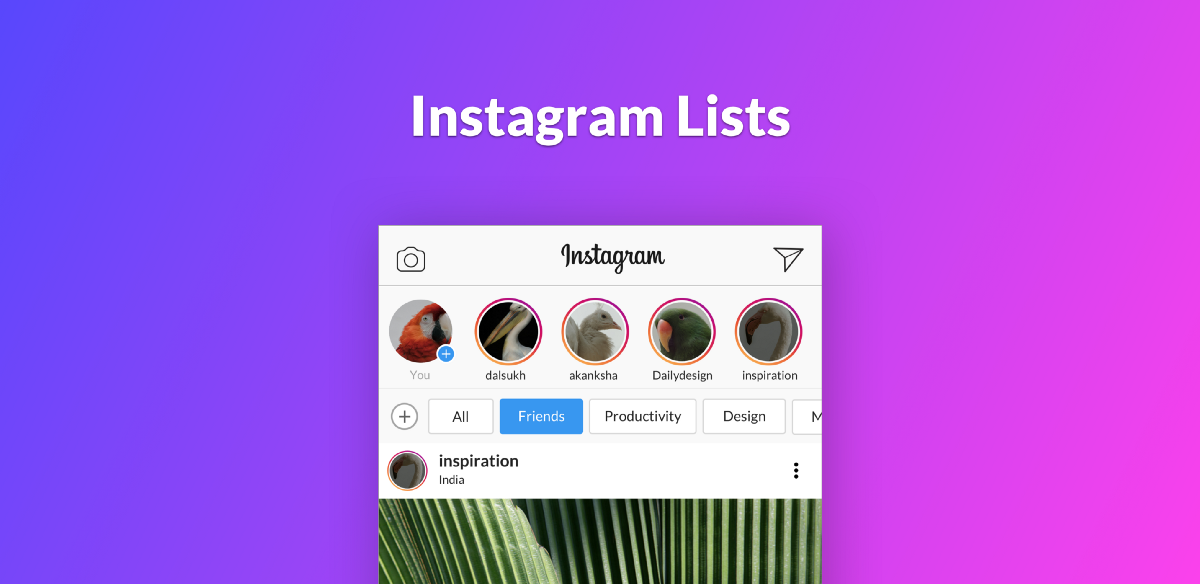 Instagram Lists
Instagram
You dalsukh akanksha Dailydesign inspiration
All Friends Productivity Design M
inspiration
India